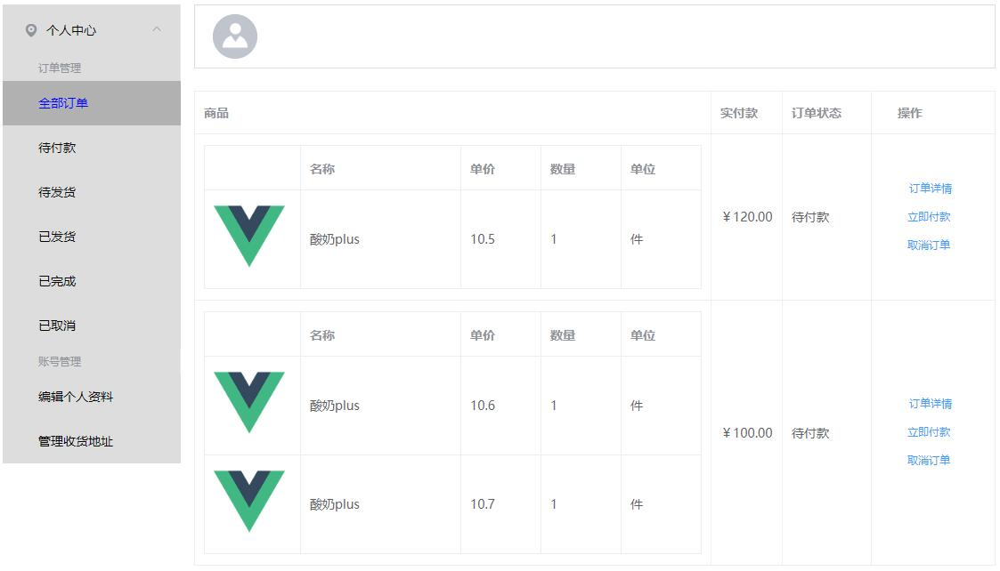 个人中心
订单管理
全部订单
待付款
待发货
已发货
已完成
已取消
账号管理
编辑个人资料
管理收货地址
商品 实付款 订单状态 操作
名称 单价 数量 单位
酸奶plus 10.5 1 件
￥120.00 待付款
订单详情
立即付款
取消订单
名称 单价 数量 单位
酸奶plus 10.6 1 件
酸奶plus 10.7 1 件
￥100.00 待付款
订单详情
立即付款
取消订单